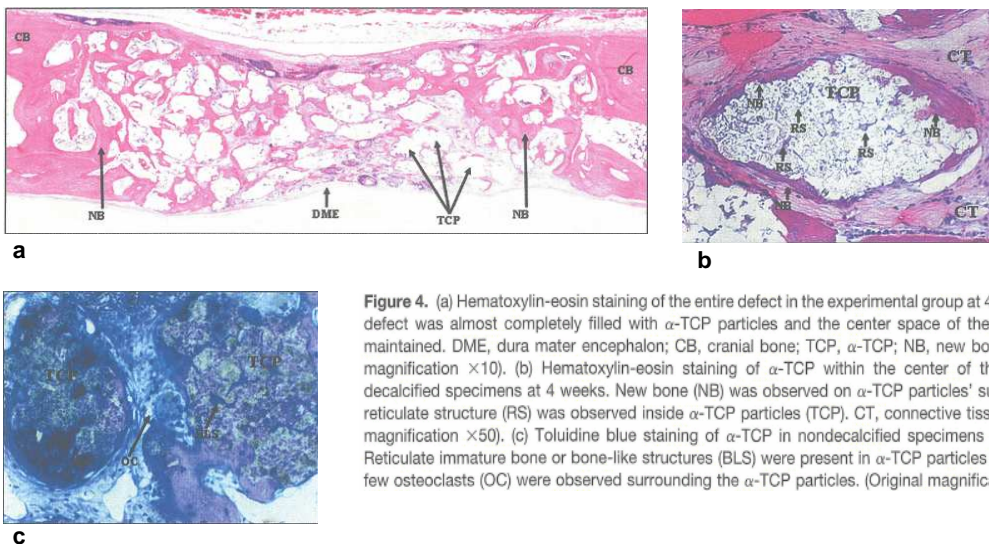 CB
CB
NB
DME
TCP
NB
a
CT
TCP
NB
RS
NB
RS
RS
NB
CT
b
TCP
TCP
BLS
OC
c
Figure 4. (a) Hematoxylin-eosin staining of the entire defect in the experimental group at 4
defect was almost completely filled with α-TCP particles and the center space of the
maintained. DME, dura mater encephalon; CB, cranial bone; TCP, α-TCP; NB, new bo
magnification ×10). (b) Hematoxylin-eosin staining of α-TCP within the center of th
decalcified specimens at 4 weeks. New bone (NB) was observed on α-TCP particles' su
reticulate structure (RS) was observed inside α-TCP particles (TCP). CT, connective tiss
magnification ×50). (c) Toluidine blue staining of α-TCP in nondecalcified specimens
Reticulate immature bone or bone-like structures (BLS) were present in α-TCP particles
few osteoclasts (OC) were observed surrounding the α-TCP particles. (Original magnifica